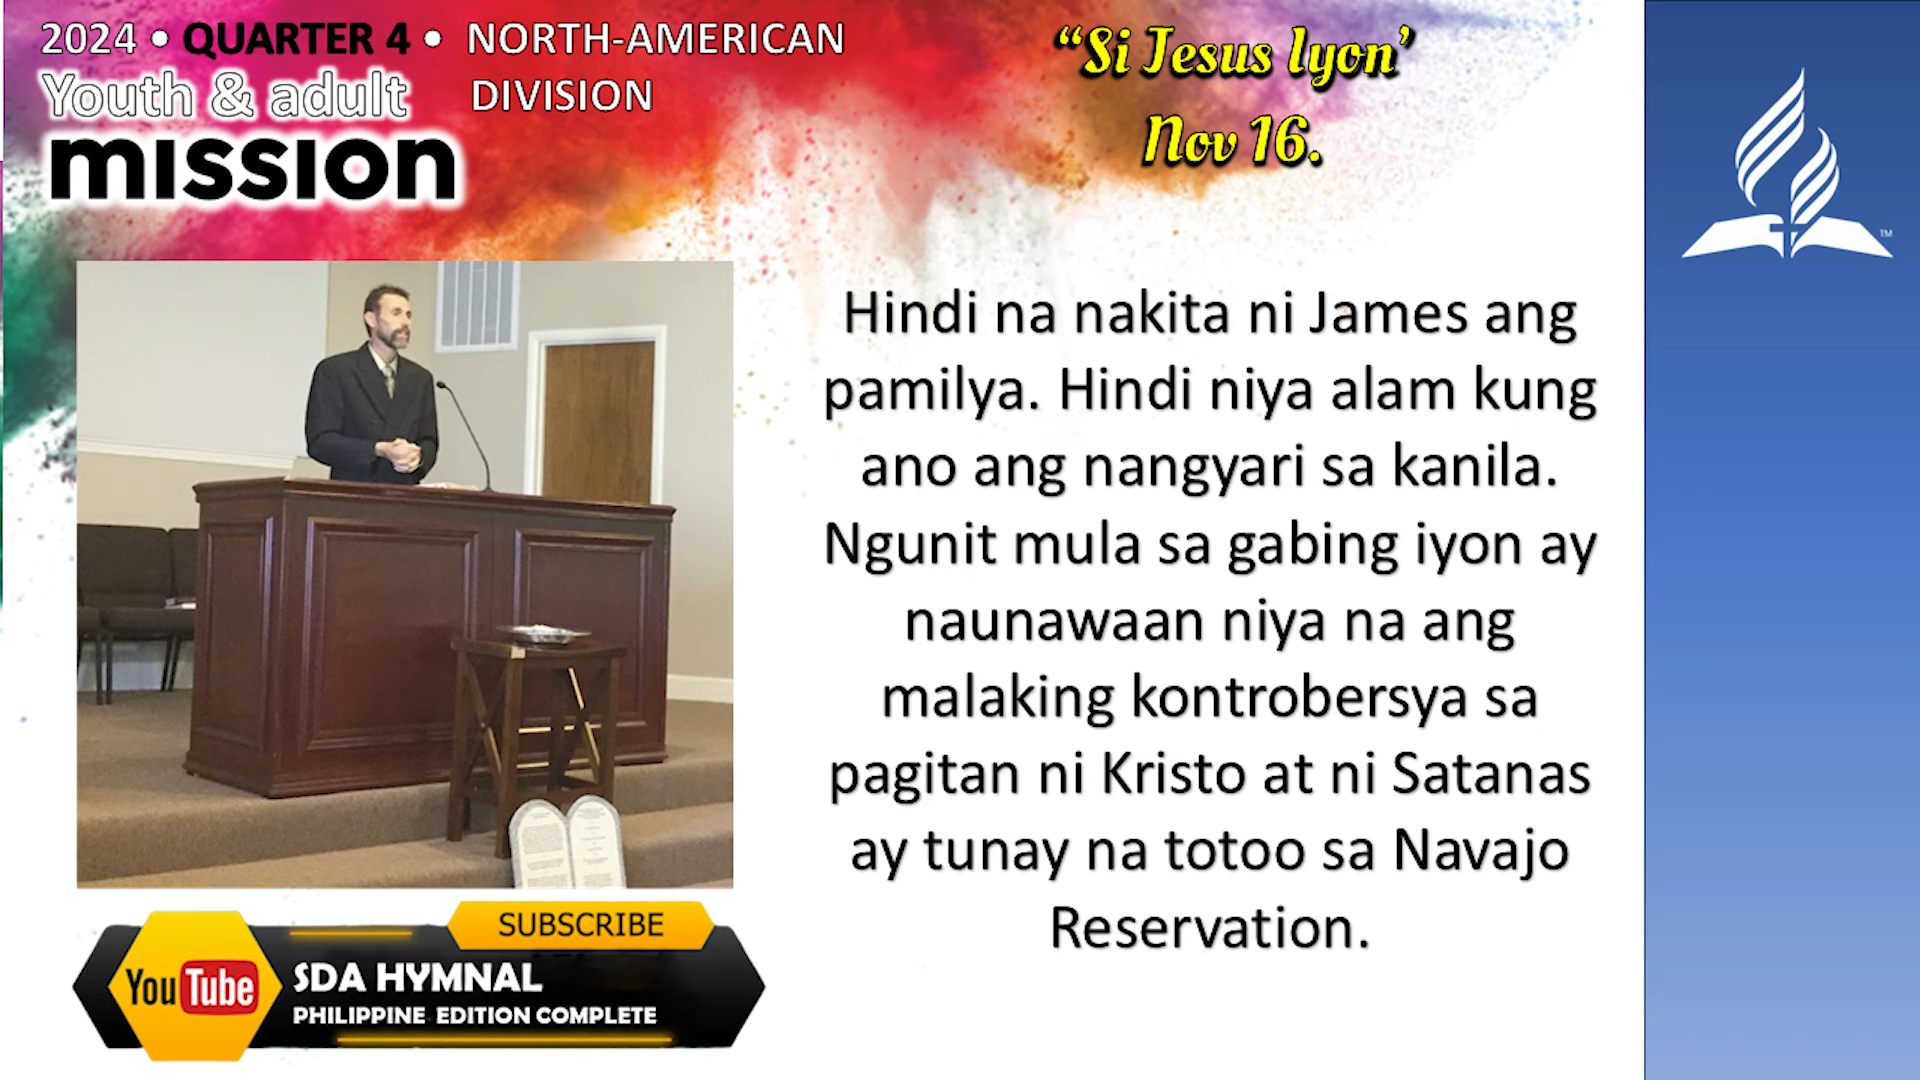 2024 • QUARTER 4 • NORTH-AMERICAN
DIVISION
Youth & adult
mission
“Si Jesus Iyon’
Nov 16.
TM
Hindi na nakita ni James ang
pamilya. Hindi niya alam kung
ano ang nangyari sa kanila.
Ngunit mula sa gabing iyon ay
naunawaan niya na ang
malaking kontrobersya sa
pagitan ni Kristo at ni Satanas
ay tunay na totoo sa Navajo
Reservation.
SUBSCRIBE
YouTube
SDA HYMNAL
PHILIPPINE EDITION COMPLETE